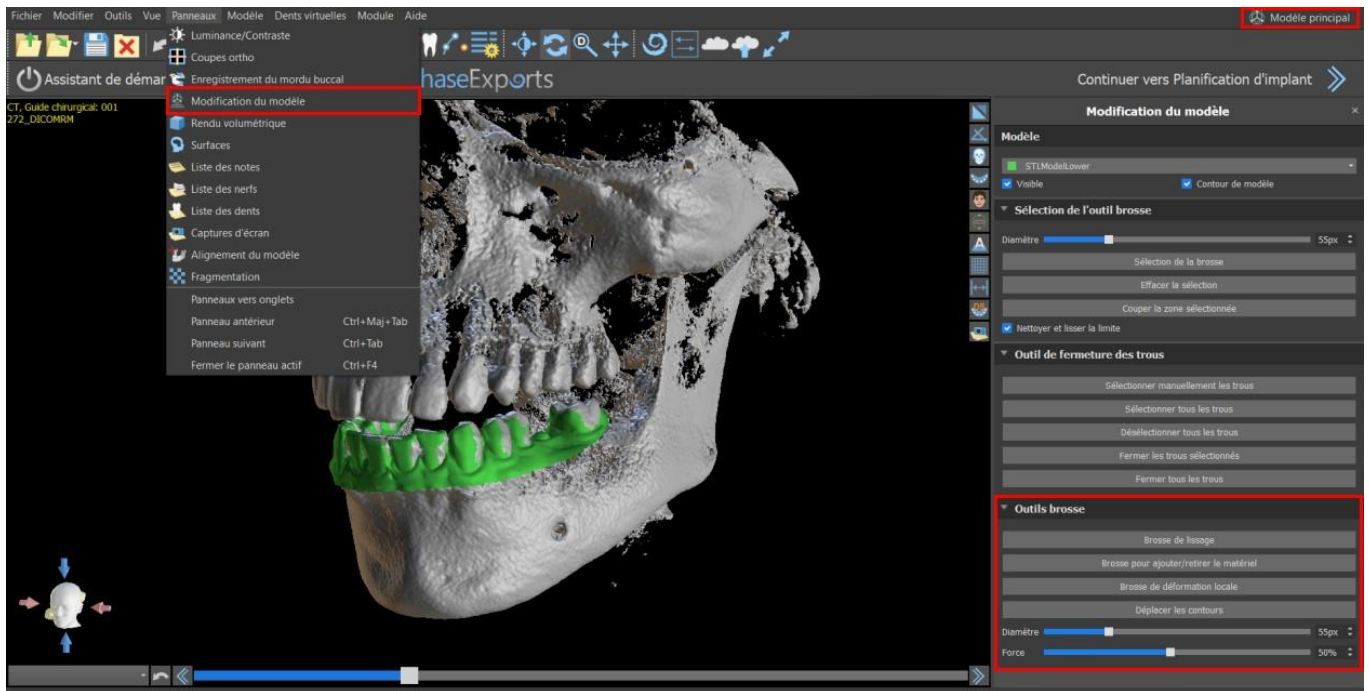 Fichier Modifier Outils Vue Panneaux Modèle Dents virtuelles Module Aide
Modèle principal
Assistant de démar
haseExperts
Continuer vers Planification d'implant
Luminance/Contraste
Coupes ortho
Enregistrement du mordu buccal
Modification du modèle
Rendu volumétrique
Surfaces
Liste des notes
Liste des nerfs
Liste des dents
Captures d'écran
Alignement du modèle
Fragmentation
Panneaux vers onglets
Panneau antérieur Ctrl+Maj+Tab
Panneau suivant Ctrl+Tab
Fermer le panneau actif Ctrl+F4
CT, Guide chirurgical: 001
272_DICOMRM
Modification du modèle
Modèle
STLModelLower
Visible Contour de modèle
Sélection de l'outil brosse
Diamètre 55px
Sélection de la brosse
Effacer la sélection
Couper la zone sélectionnée
Nettoyer et lisser la limite
Outil de fermeture des trous
Sélectionner manuellement les trous
Sélectionner tous les trous
Désélectionner tous les trous
Fermer les trous sélectionnés
Fermer tous les trous
Outils brosse
Brosse de lissage
Brosse pour ajouter/retirer le matériel
Brosse de déformation locale
Déplacer les contours
Diamètre 55px
Force 50%